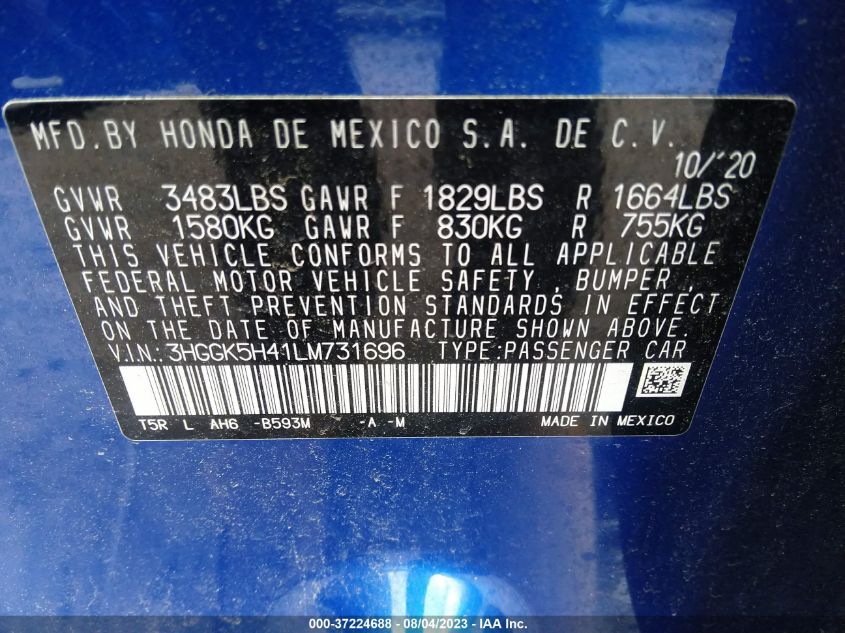 MFD.BY HONDA DE MEXICO S.A. DE C.V.
10/'20
GVWR 3483LBS GAWR F 1829LBS R 1664LBS
GVWR 1580KG GAWR F 830KG R 755KG
THIS VEHICLE CONFORMS TO ALL APPLICABLE
FEDERAL MOTOR VEHICLE SAFETY , BUMPER ,
AND THEFT PREVENTION STANDARDS IN EFFECT
ON THE DATE OF MANUFACTURE SHOWN ABOVE.
V.I.N.:3HGGK5H41LM731696 TYPE:PASSENGER CAR
T5R L AH6 -B593M -A -M MADE IN MEXICO
000-37224688 - 08/04/2023 - WWW.IAAI.COM